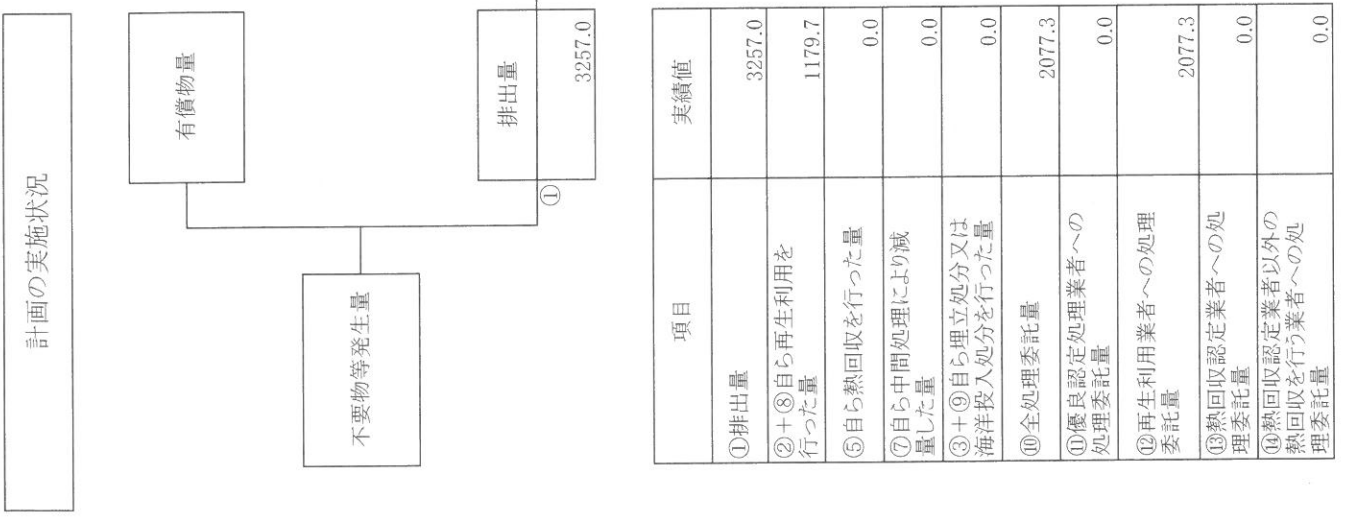 計画の実施状況
有償物量
不要物等発生量
排出量
①
3257.0
項目
実績値
①排出量
3257.0
②+⑧自ら再生利用を
行った量
1179.7
⑤自ら熱回収を行った量
0.0
⑦自ら中間処理により減
量した量
0.0
③+⑨自ら埋立処分又は
海洋投入処分を行った量
0.0
⑩全処理委託量
2077.3
⑪優良認定処理業者への
処理委託量
0.0
⑫再生利用業者への処理
委託量
2077.3
⑬熱回収認定業者への処
理委託量
0.0
⑭熱回収認定業者以外の
熱回収を行う業者への処
理委託量
0.0